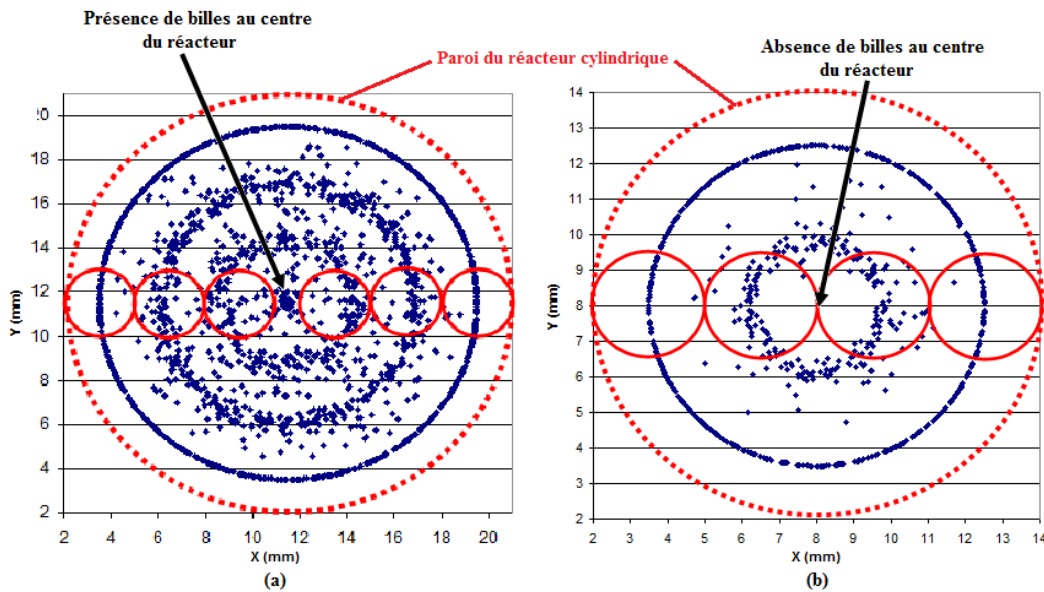 Présence de billes au centre
du réacteur
Paroi du réacteur cylindrique
Absence de billes au centre
du réacteur
20
18
16
14
12
10
8
6
4
2
Y (mm)
2 4 6 8 10 12 14 16 18 20
X (mm)
(a)
14
13
12
11
10
9
8
7
6
5
4
3
2
Y (mm)
2 3 4 5 6 7 8 9 10 11 12 13 14
X (mm)
(b)